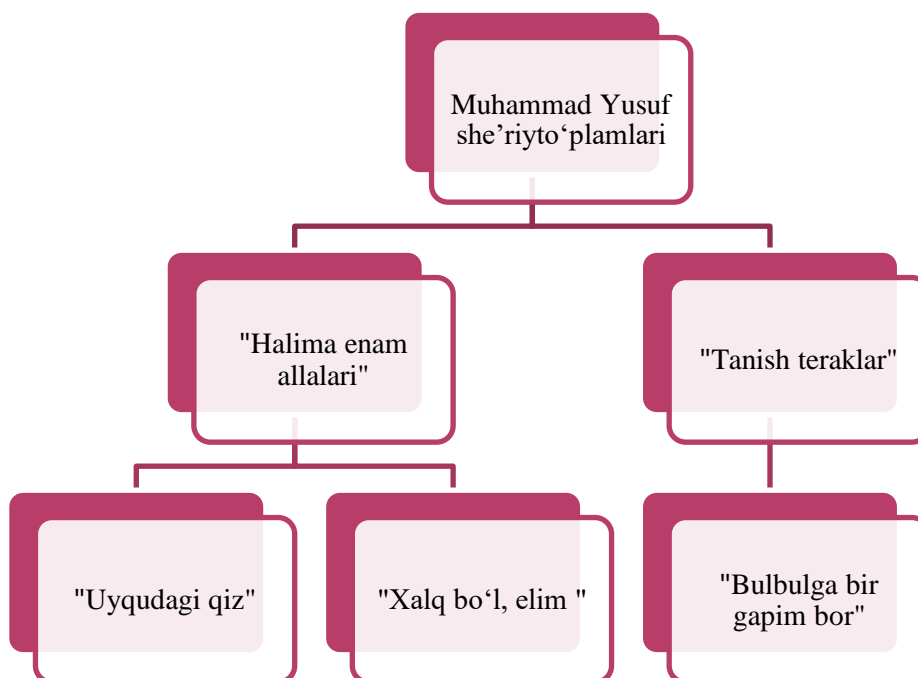 Muhammad Yusuf
she’riyto‘plamlari
"Halima enam
allalari"
"Tanish teraklar"
"Uyqudagi qiz"
"Xalq bo‘l, elim "
"Bulbulga bir
gapim bor"